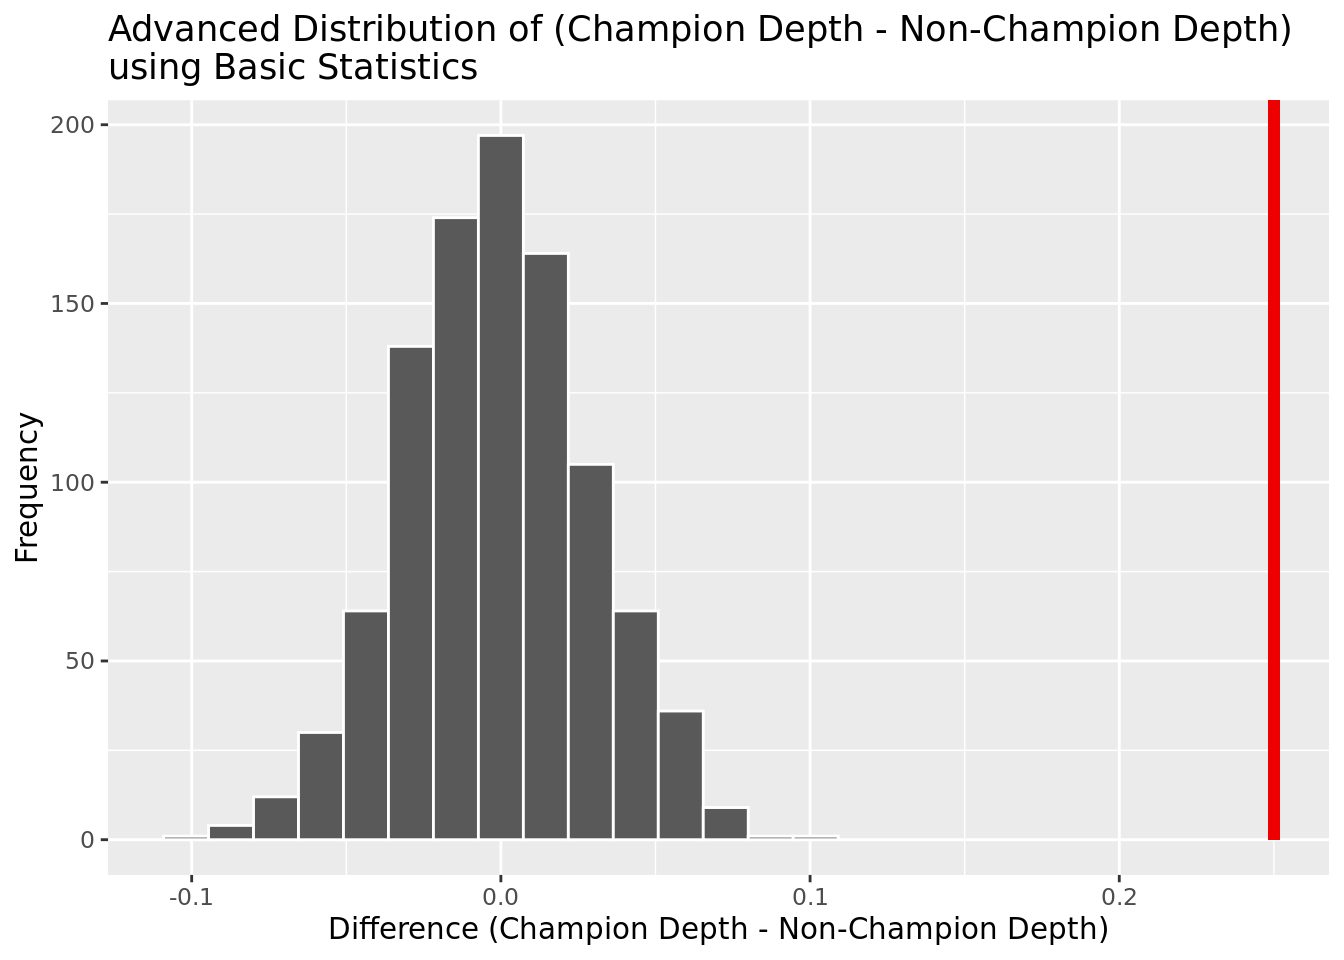 Advanced Distribution of (Champion Depth - Non-Champion Depth)
using Basic Statistics
200
150
100
50
0
Frequency
-0.1
0.0
0.1
0.2
Difference (Champion Depth - Non-Champion Depth)